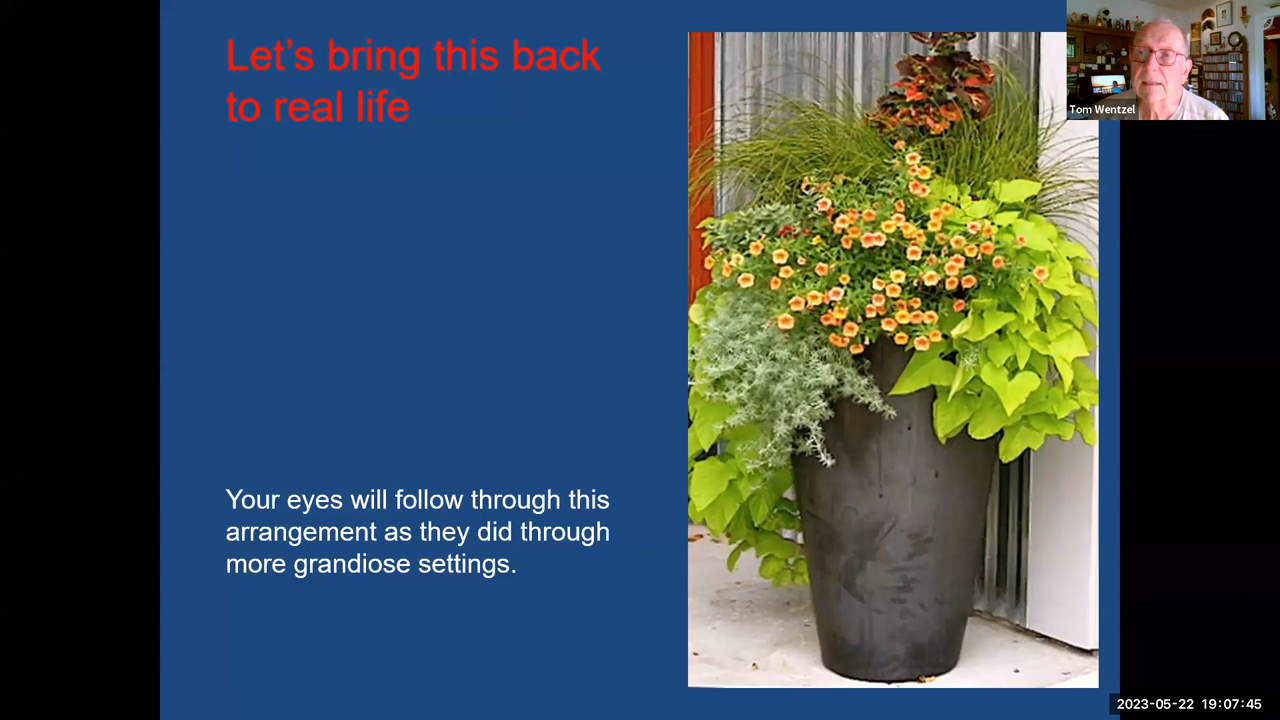 Let’s bring this back
to real life
Tom Wentzel
Your eyes will follow through this
arrangement as they did through
more grandiose settings.
2023-05-22 19:07:45